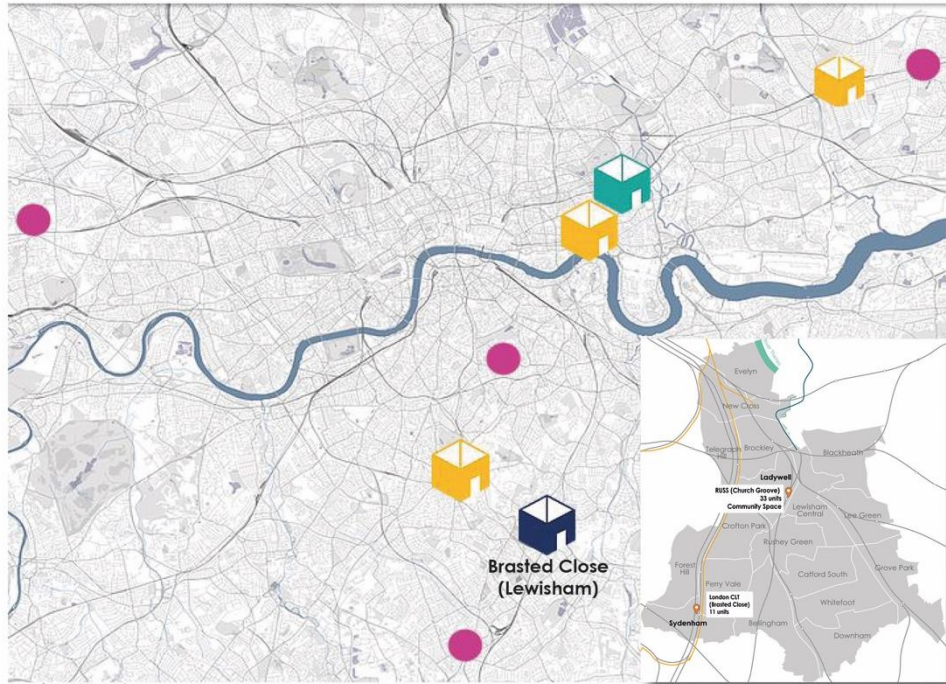 Brasted Close
(Lewisham)
Evelyn
New Cross
Telegraph
Hill
Brockley
Blackheath
Ladywell
RUSS (Church Groove)
33 units
Community Space
Lewisham
Central
Lee Green
Crofton Park
Rushey Green
Forest
Hill
Perry Vale
Catford South
Grove Park
London CLT
(Brasted Close)
11 units
Whitefoot
Sydenham
Bellingham
Downham